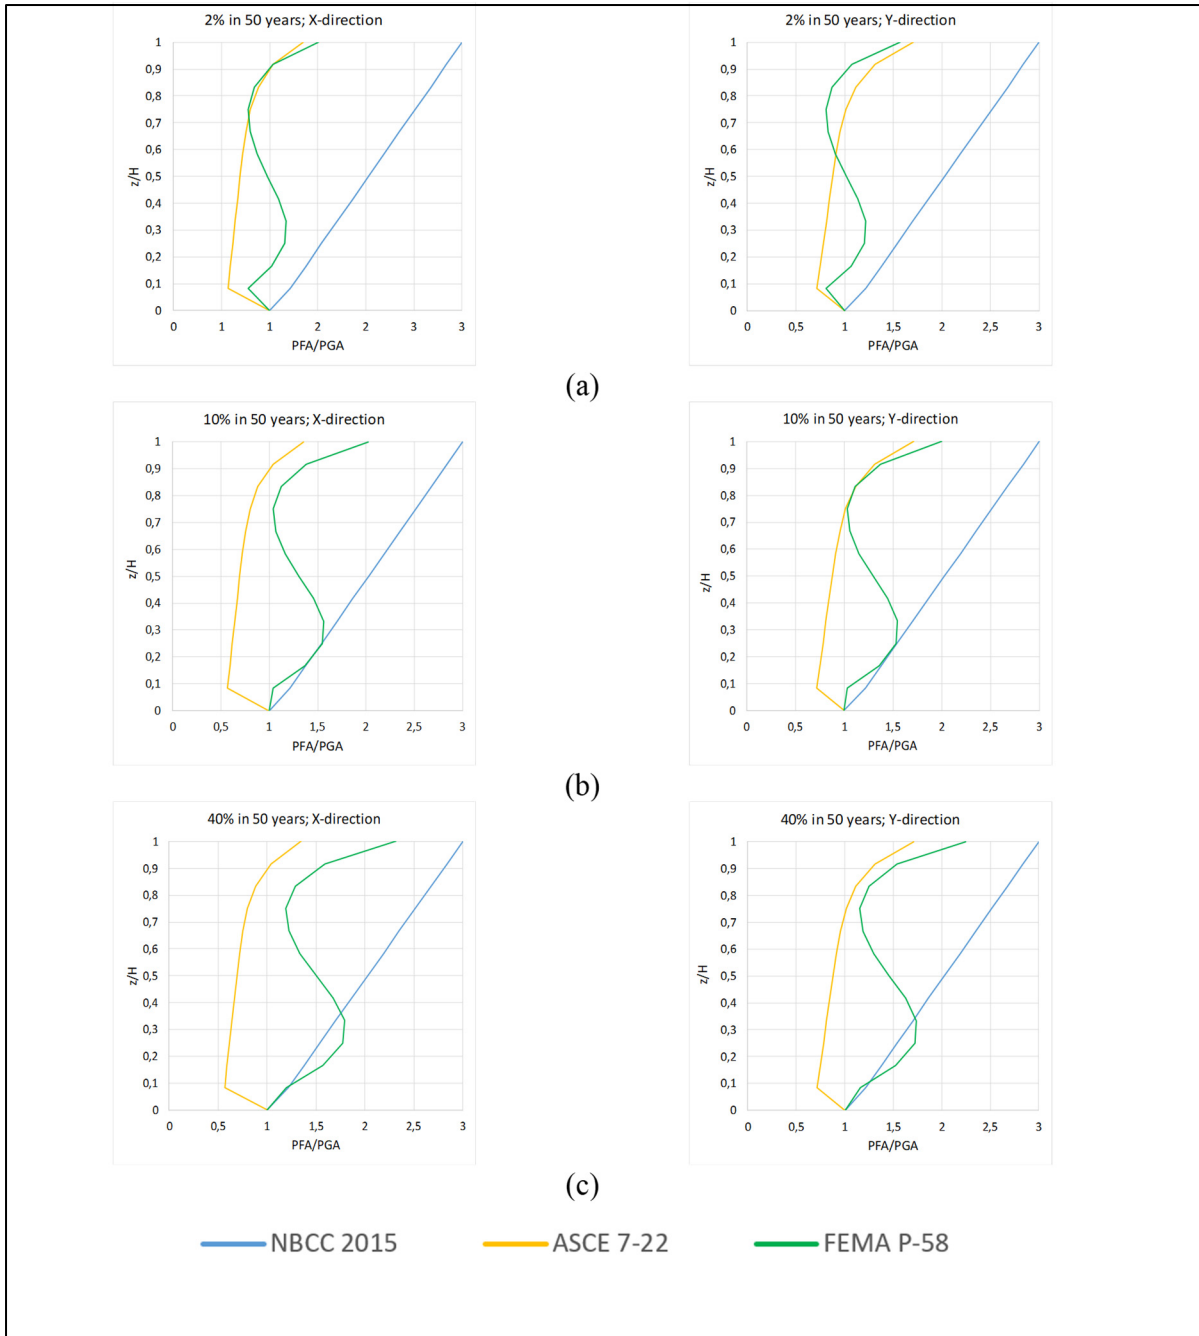 2% in 50 years; X-direction
1
0,9
0,8
0,7
0,6
0,5
0,4
0,3
0,2
0,1
0
z/H
0 1 1 2 2 3 3
PFA/PGA
2% in 50 years; Y-direction
1
0,9
0,8
0,7
0,6
0,5
0,4
0,3
0,2
0,1
0
z/H
0 0,5 1 1,5 2 2,5 3
PFA/PGA
(a)
10% in 50 years; X-direction
1
0,9
0,8
0,7
0,6
0,5
0,4
0,3
0,2
0,1
0
z/H
0 0,5 1 1,5 2 2,5 3
PFA/PGA
10% in 50 years; Y-direction
1
0,9
0,8
0,7
0,6
0,5
0,4
0,3
0,2
0,1
0
z/H
0 0,5 1 1,5 2 2,5 3
PFA/PGA
(b)
40% in 50 years; X-direction
1
0,9
0,8
0,7
0,6
0,5
0,4
0,3
0,2
0,1
0
z/H
0 0,5 1 1,5 2 2,5 3
PFA/PGA
40% in 50 years; Y-direction
1
0,9
0,8
0,7
0,6
0,5
0,4
0,3
0,2
0,1
0
z/H
0 0,5 1 1,5 2 2,5 3
PFA/PGA
(c)
NBCC 2015 ASCE 7-22 FEMA P-58